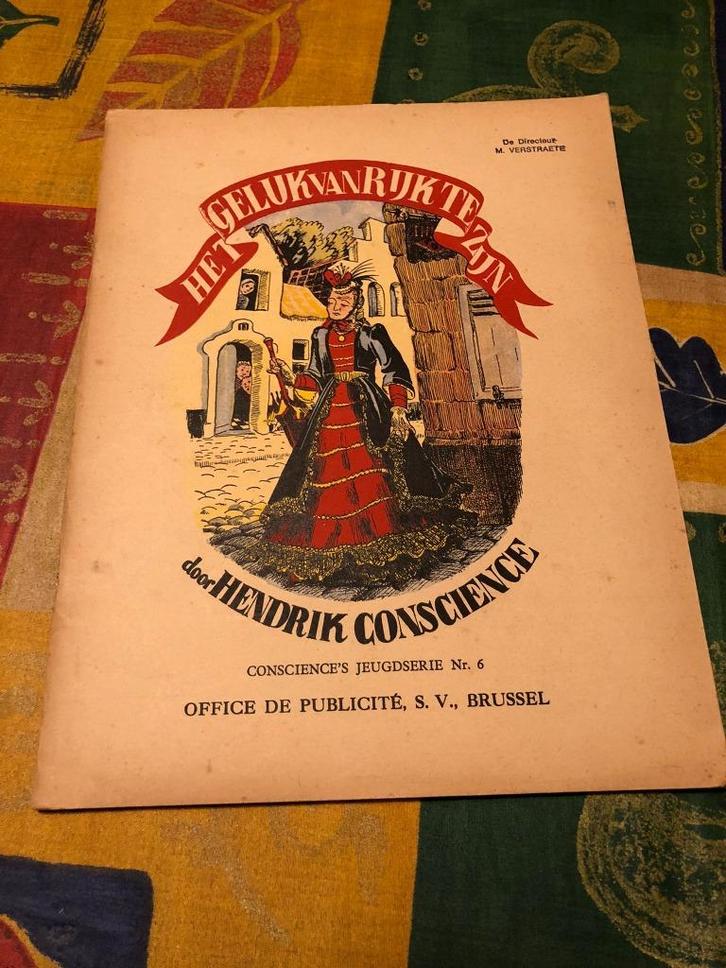 De Directeur
M. VERSTRAETE
HET GELUK VAN RIJK TE ZIJN
door HENDRIK CONSCIENCE
CONSCIENCE'S JEUGDSERIE Nr. 6
OFFICE DE PUBLICITÉ, S. V., BRUSSEL